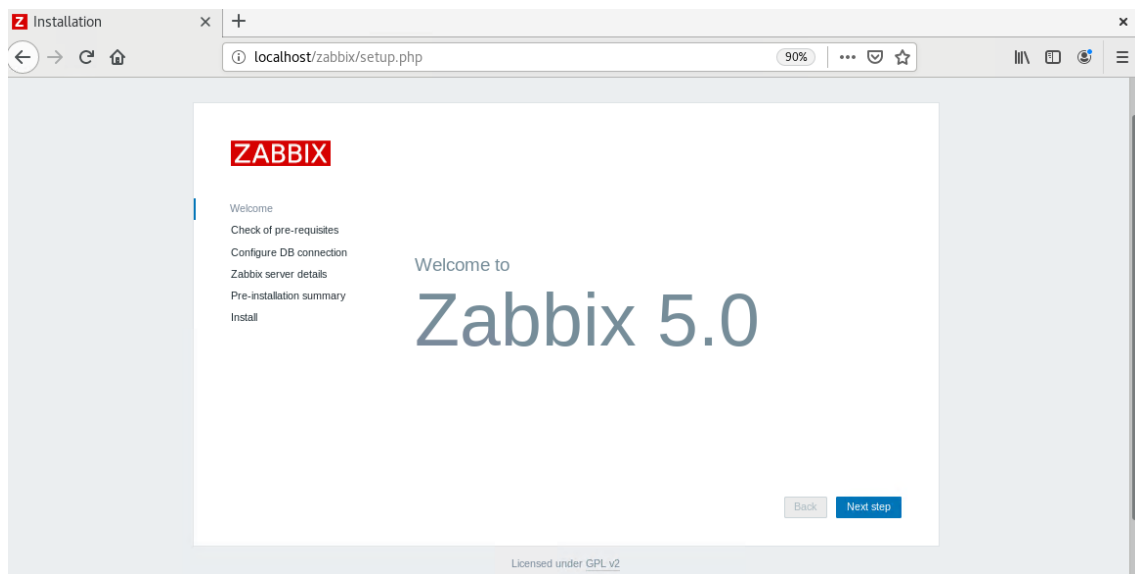 Z Installation
localhost/zabbix/setup.php
90%
ZABBIX
Welcome
Check of pre-requisites
Configure DB connection
Zabbix server details
Pre-installation summary
Install
Welcome to
Zabbix 5.0
Back Next step
Licensed under GPL v2